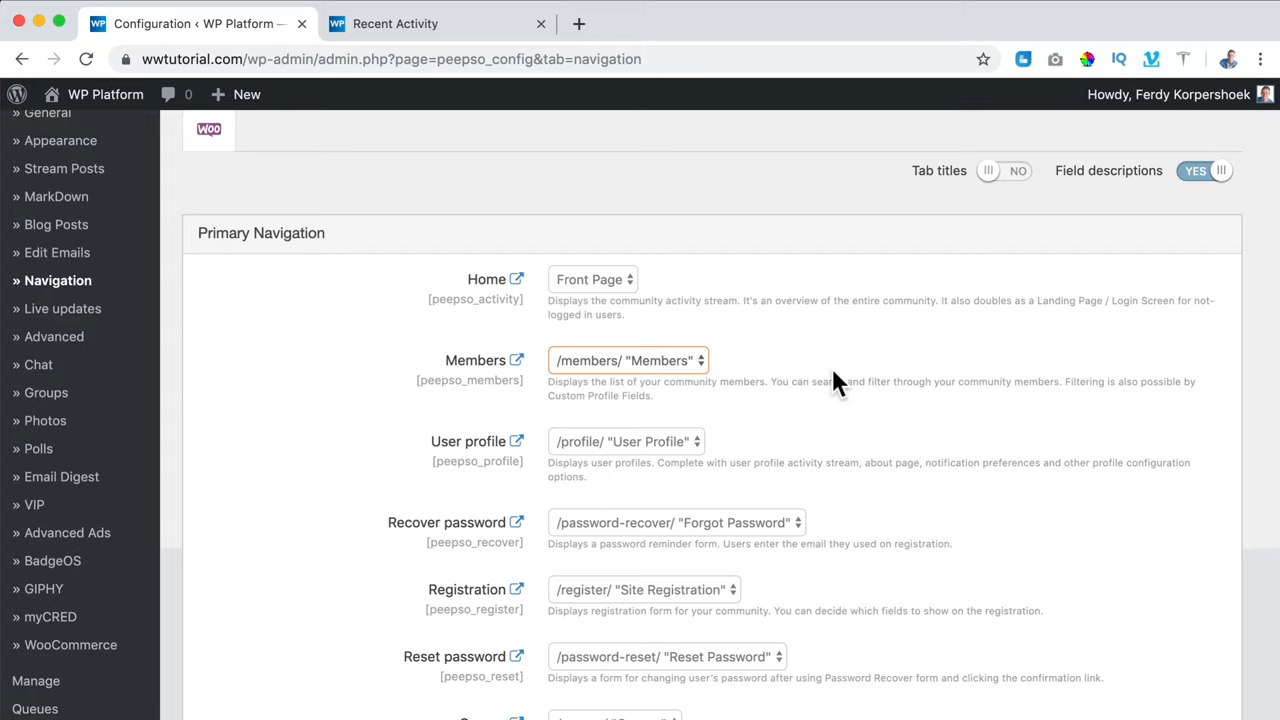 WP Configuration ‹ WP Platform — WP Recent Activity
wwtutorial.com/wp-admin/admin.php?page=peepso_config&tab=navigation
WP Platform 0 New Howdy, Ferdy Korpershoek
» General
» Appearance
» Stream Posts
» MarkDown
» Blog Posts
» Edit Emails
» Navigation
» Live updates
» Advanced
» Chat
» Groups
» Photos
» Polls
» Email Digest
» VIP
» Advanced Ads
» BadgeOS
» GIPHY
» myCRED
» WooCommerce
Manage
Queues
WOO
Tab titles NO Field descriptions YES
Primary Navigation
Home Front Page
[peepso_activity] Displays the community activity stream. It's an overview of the entire community. It also doubles as a Landing Page / Login Screen for not-
logged in users.
Members /members/ "Members"
[peepso_members] Displays the list of your community members. You can search and filter through your community members. Filtering is also possible by
Custom Profile Fields.
User profile /profile/ "User Profile"
[peepso_profile] Displays user profiles. Complete with user profile activity stream, about page, notification preferences and other profile configuration
options.
Recover password /password-recover/ "Forgot Password"
[peepso_recover] Displays a password reminder form. Users enter the email they used on registration.
Registration /register/ "Site Registration"
[peepso_register] Displays registration form for your community. You can decide which fields to show on the registration.
Reset password /password-reset/ "Reset Password"
[peepso_reset] Displays a form for changing user's password after using Password Recover form and clicking the confirmation link.